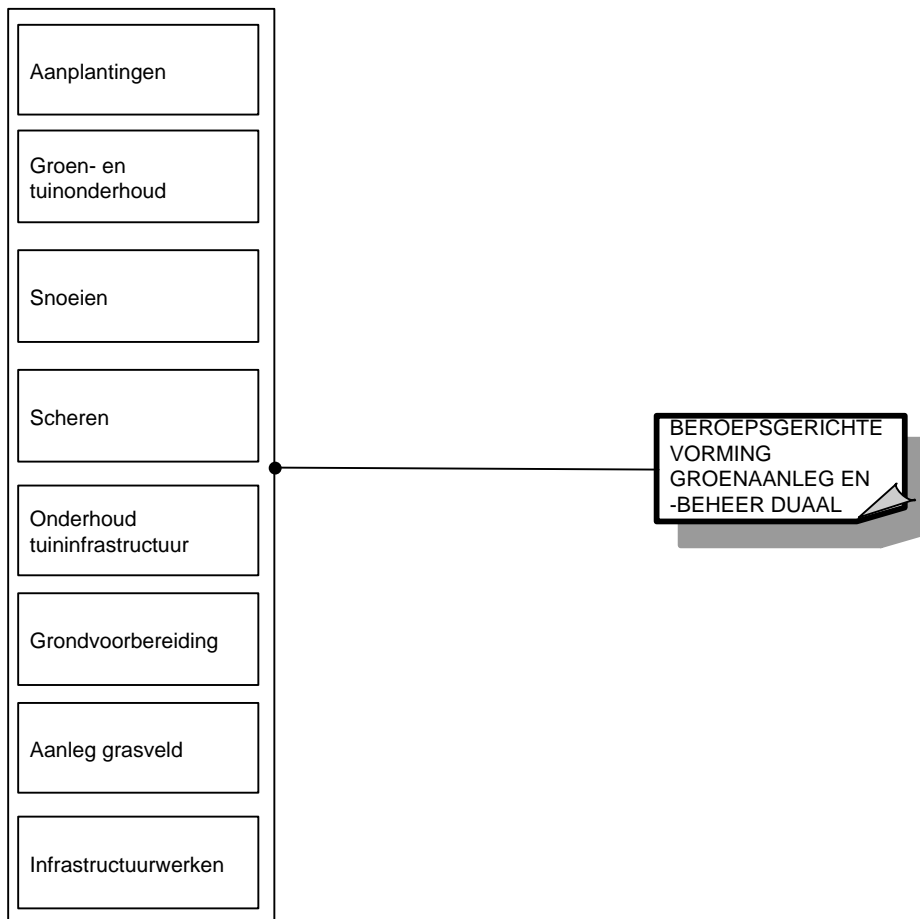 Aanplantingen
Groen- en
tuinonderhoud
Snoeien
Scheren
Onderhoud
tuininfrastructuur
Grondvoorbereiding
Aanleg grasveld
Infrastructuurwerken
BEROEPSGERICHTE
VORMING
GROENAANLEG EN
-BEHEER DUAAL